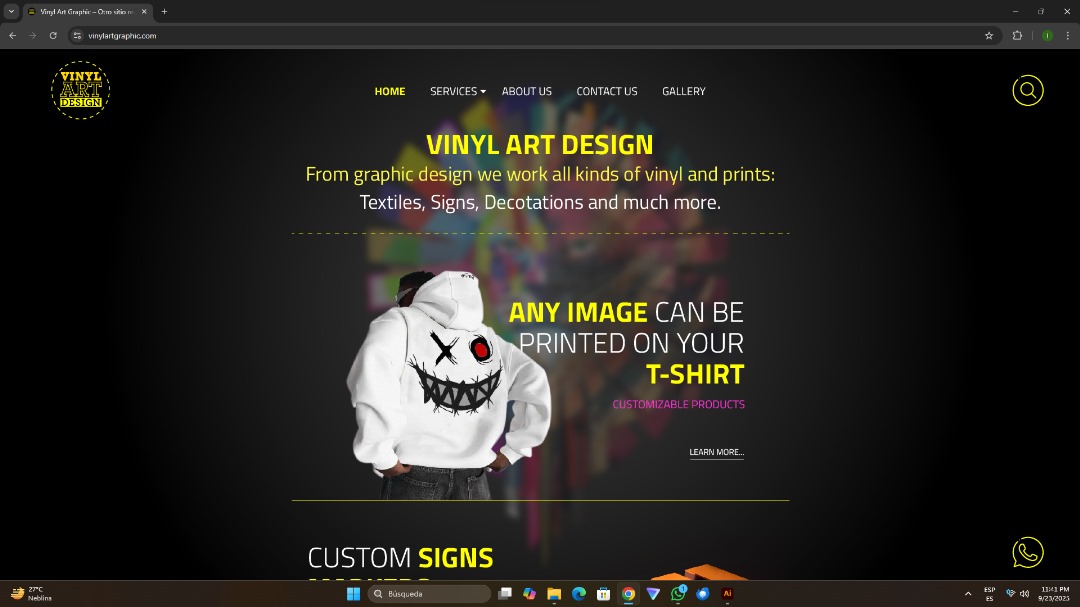 Vinyl Art Graphic – Otro sitio
vinylartgraphic.com
VINYL
ART
DESIGN
HOME SERVICES ABOUT US CONTACT US GALLERY
VINYL ART DESIGN
From graphic design we work all kinds of vinyl and prints:
Textiles, Signs, Decotations and much more.
ANY IMAGE CAN BE
PRINTED ON YOUR
T-SHIRT
CUSTOMIZABLE PRODUCTS
LEARN MORE...
CUSTOM SIGNS
27°C
Neblina
Búsqueda
ESP
ES
11:41 PM
9/23/2025